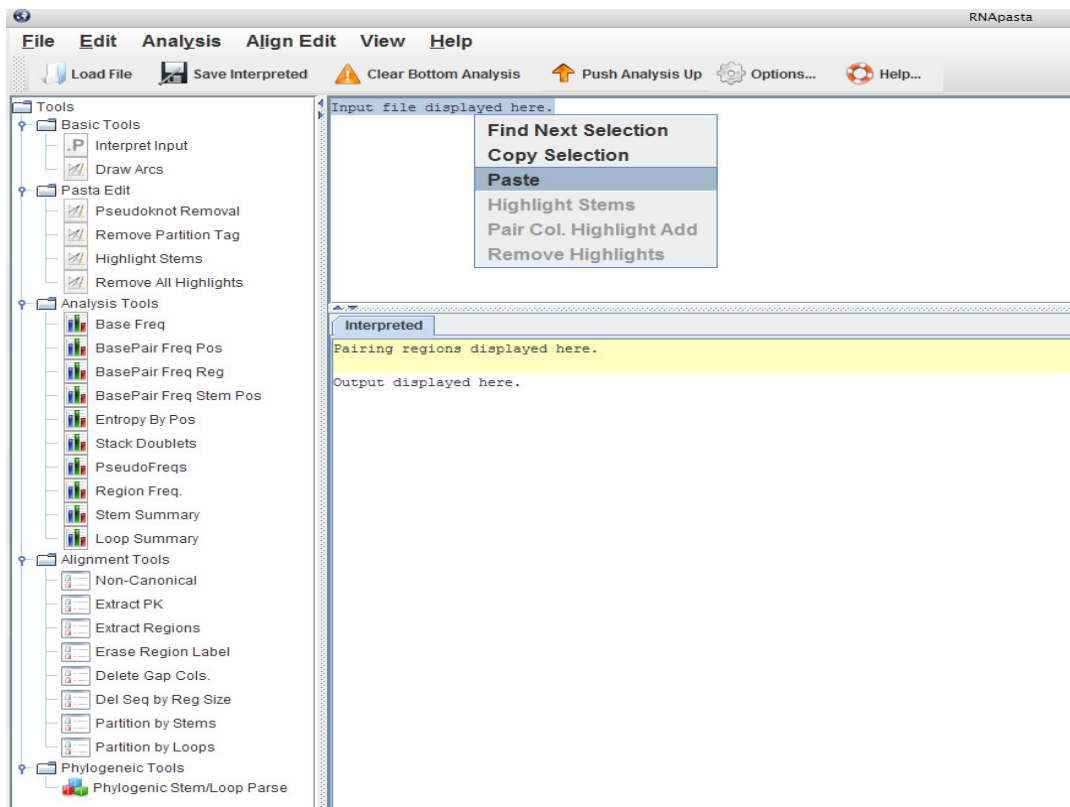 RNApasta
File Edit Analysis Align Edit View Help
Load File Save Interpreted Clear Bottom Analysis Push Analysis Up Options... Help...
Tools
Basic Tools
.P Interpret Input
Draw Arcs
Pasta Edit
Pseudoknot Removal
Remove Partition Tag
Highlight Stems
Remove All Highlights
Analysis Tools
Base Freq
BasePair Freq Pos
BasePair Freq Reg
BasePair Freq Stem Pos
Entropy By Pos
Stack Doublets
PseudoFreqs
Region Freq.
Stem Summary
Loop Summary
Alignment Tools
Non-Canonical
Extract PK
Extract Regions
Erase Region Label
Delete Gap Cols.
Del Seq by Reg Size
Partition by Stems
Partition by Loops
Phylogeneic Tools
Phylogenic Stem/Loop Parse
Input file displayed here.
Find Next Selection
Copy Selection
Paste
Highlight Stems
Pair Col. Highlight Add
Remove Highlights
Interpreted
Pairing regions displayed here.
Output displayed here.